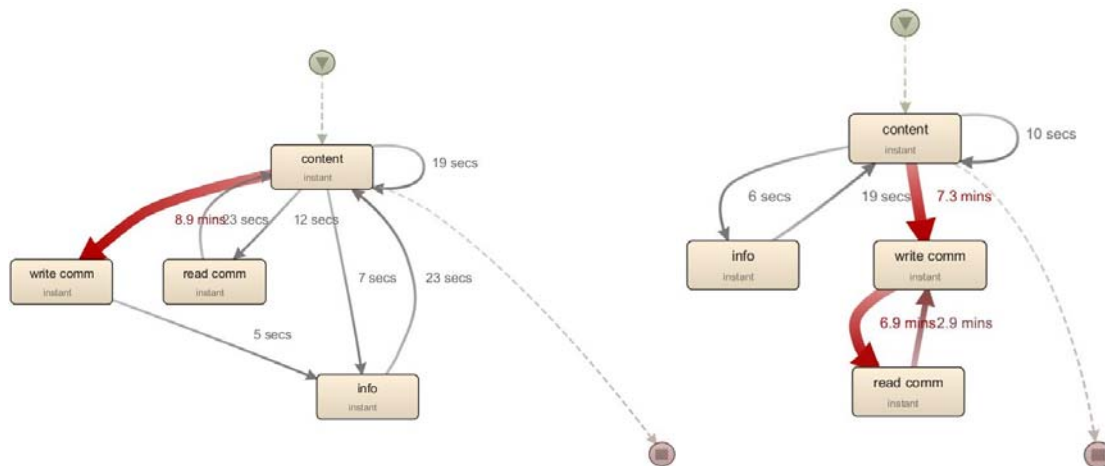 content
instant
19 secs
8.9 mins
23 secs
12 secs
write comm
instant
read comm
instant
7 secs
23 secs
5 secs
info
instant
content
instant
10 secs
6 secs
19 secs
7.3 mins
info
instant
write comm
instant
6.9 mins
2.9 mins
read comm
instant